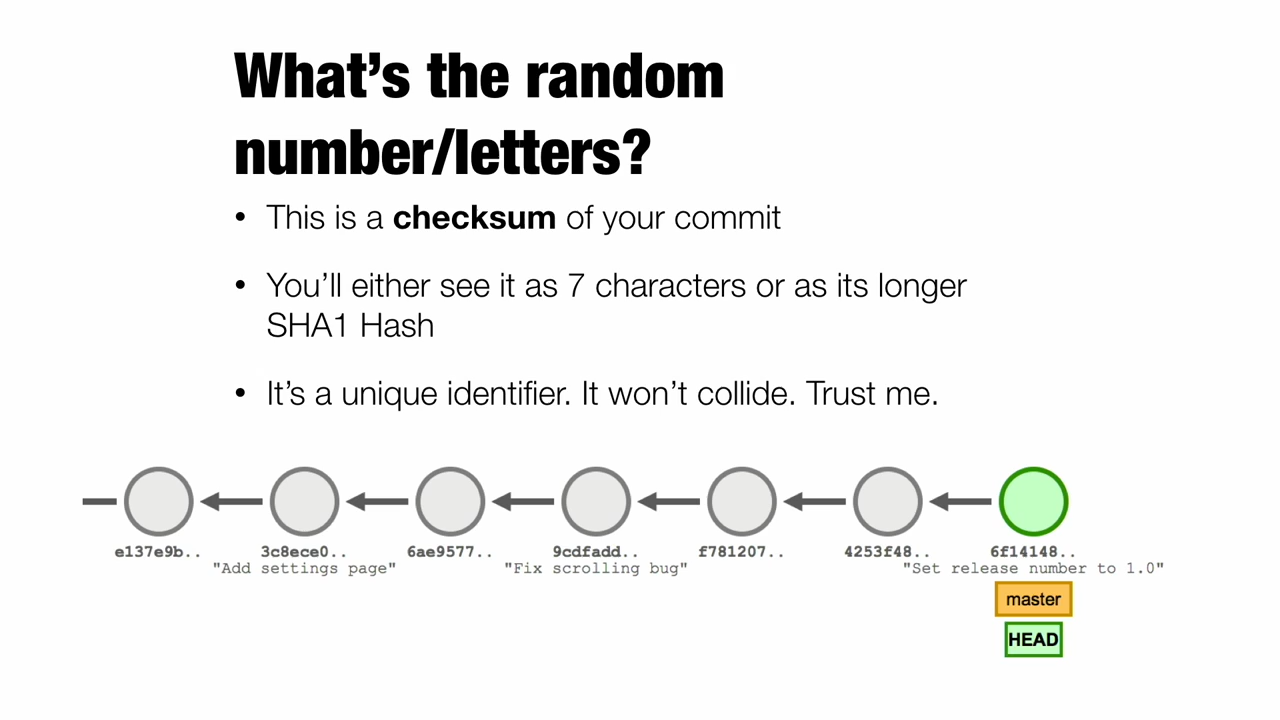 What’s the random
number/letters?
• This is a checksum of your commit
• You’ll either see it as 7 characters or as its longer
SHA1 Hash
• It’s a unique identifier. It won’t collide. Trust me.
e137e9b.. 3c8ece0.. 6ae9577.. 9cdfadd.. f781207.. 4253f48.. 6f14148..
"Add settings page" "Fix scrolling bug" "Set release number to 1.0"
master
HEAD